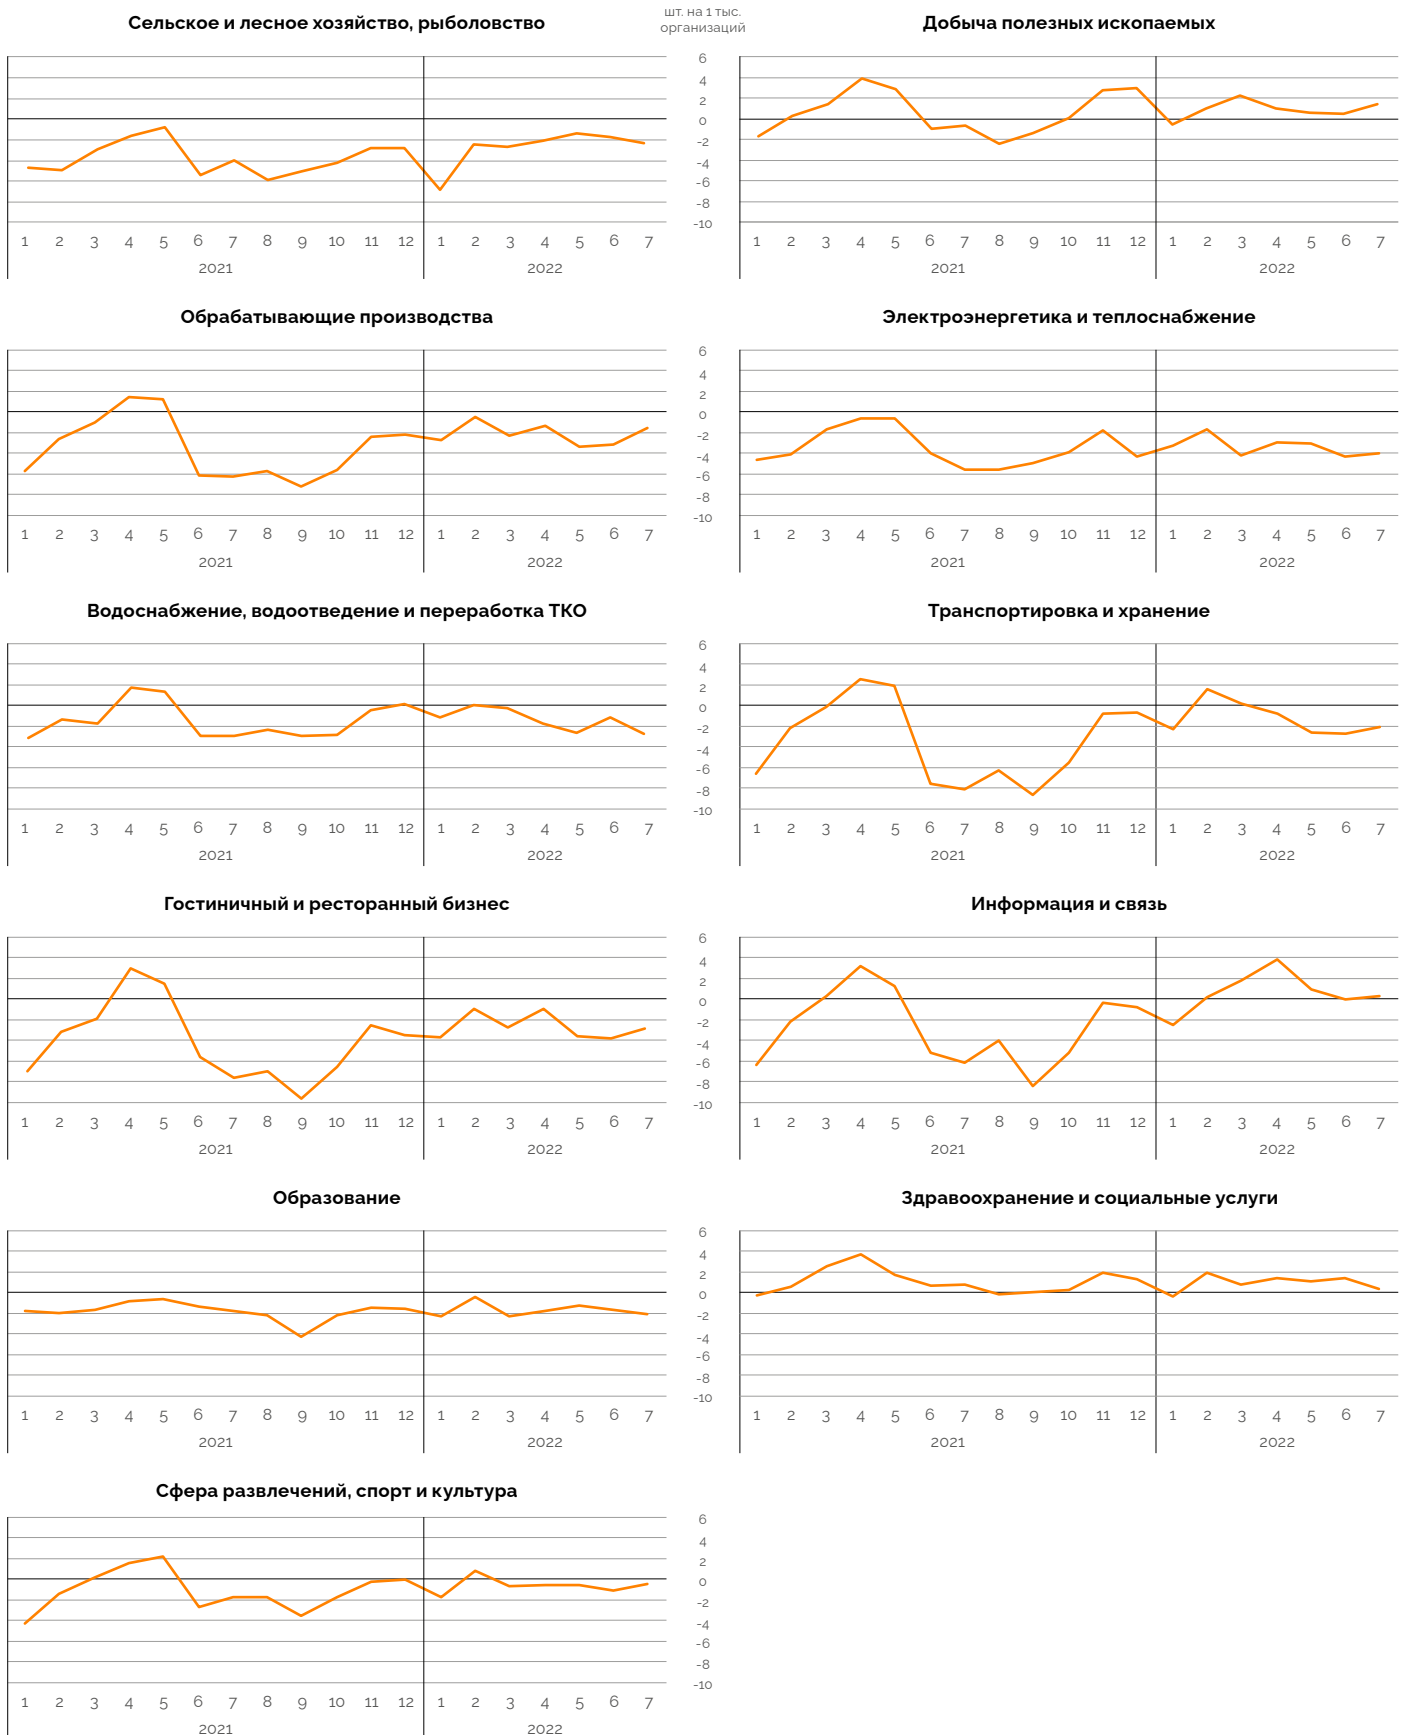 Сельское и лесное хозяйство, рыболовство
шт. на 1 тыс.
организаций
Добыча полезных ископаемых
6
4
2
0
-2
-4
-6
-8
-10
1 2 3 4 5 6 7 8 9 10 11 12 1 2 3 4 5 6 7
2021 2022
1 2 3 4 5 6 7 8 9 10 11 12 1 2 3 4 5 6 7
2021 2022
Обрабатывающие производства
Электроэнергетика и теплоснабжение
6
4
2
0
-2
-4
-6
-8
-10
1 2 3 4 5 6 7 8 9 10 11 12 1 2 3 4 5 6 7
2021 2022
1 2 3 4 5 6 7 8 9 10 11 12 1 2 3 4 5 6 7
2021 2022
Водоснабжение, водоотведение и переработка ТКО
Транспортировка и хранение
6
4
2
0
-2
-4
-6
-8
-10
1 2 3 4 5 6 7 8 9 10 11 12 1 2 3 4 5 6 7
2021 2022
1 2 3 4 5 6 7 8 9 10 11 12 1 2 3 4 5 6 7
2021 2022
Гостиничный и ресторанный бизнес
Информация и связь
6
4
2
0
-2
-4
-6
-8
-10
1 2 3 4 5 6 7 8 9 10 11 12 1 2 3 4 5 6 7
2021 2022
1 2 3 4 5 6 7 8 9 10 11 12 1 2 3 4 5 6 7
2021 2022
Образование
Здравоохранение и социальные услуги
6
4
2
0
-2
-4
-6
-8
-10
1 2 3 4 5 6 7 8 9 10 11 12 1 2 3 4 5 6 7
2021 2022
1 2 3 4 5 6 7 8 9 10 11 12 1 2 3 4 5 6 7
2021 2022
Сфера развлечений, спорт и культура
6
4
2
0
-2
-4
-6
-8
-10
1 2 3 4 5 6 7 8 9 10 11 12 1 2 3 4 5 6 7
2021 2022